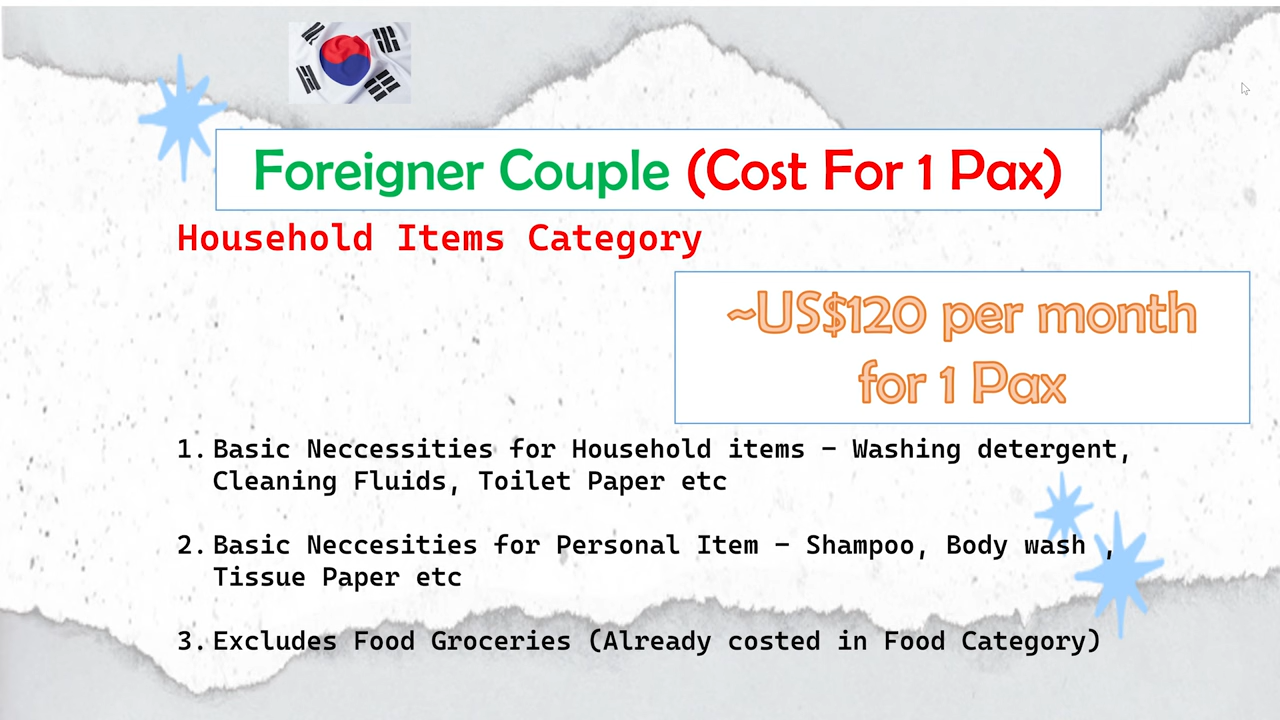 Foreigner Couple (Cost For 1 Pax)
Household Items Category
~US$120 per month
for 1 Pax
1. Basic Neccessities for Household items – Washing detergent,
Cleaning Fluids, Toilet Paper etc
2. Basic Neccesities for Personal Item – Shampoo, Body wash ,
Tissue Paper etc
3. Excludes Food Groceries (Already costed in Food Category)